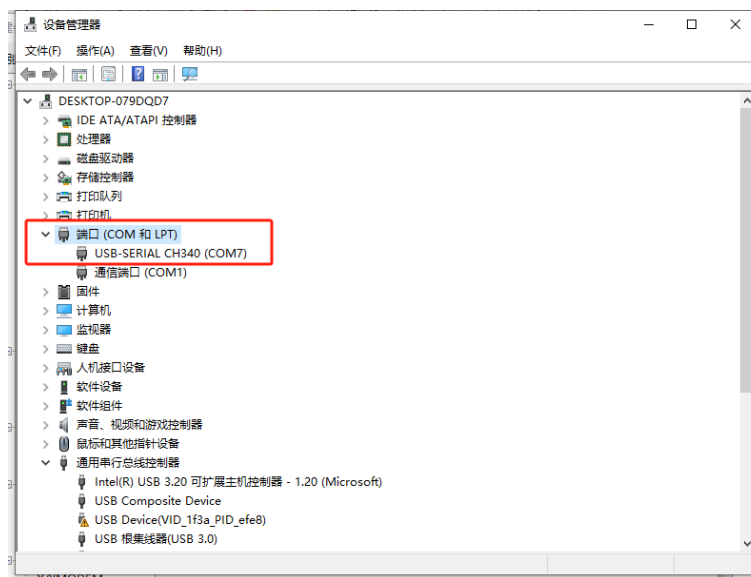 设备管理器
文件(F) 操作(A) 查看(V) 帮助(H)
DESKTOP-079DQD7
IDE ATA/ATAPI 控制器
处理器
磁盘驱动器
存储控制器
打印队列
打印机
端口 (COM 和 LPT)
USB-SERIAL CH340 (COM7)
通信端口 (COM1)
固件
计算机
监视器
键盘
人机接口设备
软件设备
软件组件
声音、视频和游戏控制器
鼠标和其他指针设备
通用串行总线控制器
Intel(R) USB 3.20 可扩展主机控制器 - 1.20 (Microsoft)
USB Composite Device
USB Device(VID_1f3a_PID_efe8)
USB 根集线器(USB 3.0)